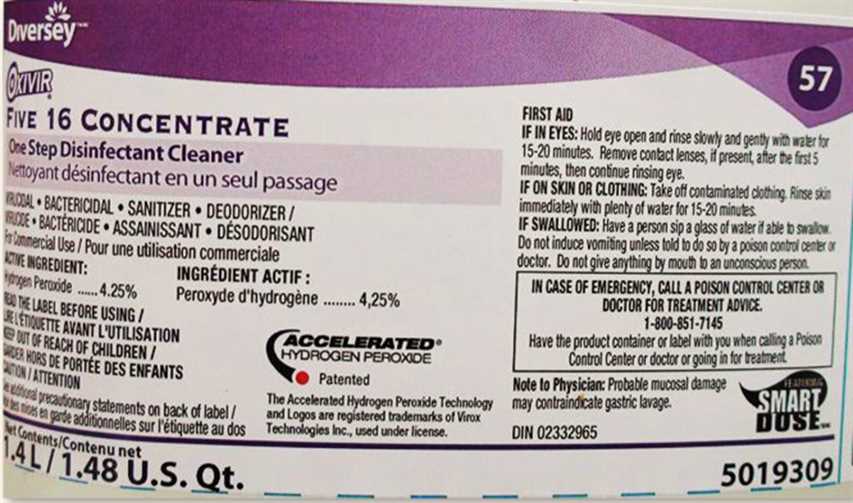 Diversey™
OXIVIR
FIVE 16 CONCENTRATE
One Step Disinfectant Cleaner
Nettoyant désinfectant en un seul passage
VIRUCIDAL • BACTERICIDAL • SANITIZER • DEODORIZER /
VIRUCIDE • BACTÉRICIDE • ASSAINISSANT • DÉSODORISANT
For Commercial Use / Pour une utilisation commerciale
ACTIVE INGREDIENT:
Hydrogen Peroxide ...... 4.25%
INGRÉDIENT ACTIF :
Peroxyde d'hydrogène ........ 4,25%
READ THE LABEL BEFORE USING /
LIRE L'ÉTIQUETTE AVANT L'UTILISATION
KEEP OUT OF REACH OF CHILDREN /
GARDER HORS DE PORTÉE DES ENFANTS
CAUTION / ATTENTION
additional precautionary statements on back of label /
mises en garde additionnelles sur l'étiquette au dos
Net Contents/Contenu net
1.4 L / 1.48 U.S. Qt.
ACCELERATED®
HYDROGEN PEROXIDE
Patented
The Accelerated Hydrogen Peroxide Technology
and Logos are registered trademarks of Virox
Technologies Inc., used under license.
57
FIRST AID
IF IN EYES: Hold eye open and rinse slowly and gently with water for
15-20 minutes. Remove contact lenses, if present, after the first 5
minutes, then continue rinsing eye.
IF ON SKIN OR CLOTHING: Take off contaminated clothing. Rinse skin
immediately with plenty of water for 15-20 minutes.
IF SWALLOWED: Have a person sip a glass of water if able to swallow.
Do not induce vomiting unless told to do so by a poison control center or
doctor. Do not give anything by mouth to an unconscious person.
IN CASE OF EMERGENCY, CALL A POISON CONTROL CENTER OR
DOCTOR FOR TREATMENT ADVICE.
1-800-851-7145
Have the product container or label with you when calling a Poison
Control Center or doctor or going in for treatment.
Note to Physician: Probable mucosal damage
may contraindicate gastric lavage.
DIN 02332965
FEATURING
SMART
DOSE™
5019309